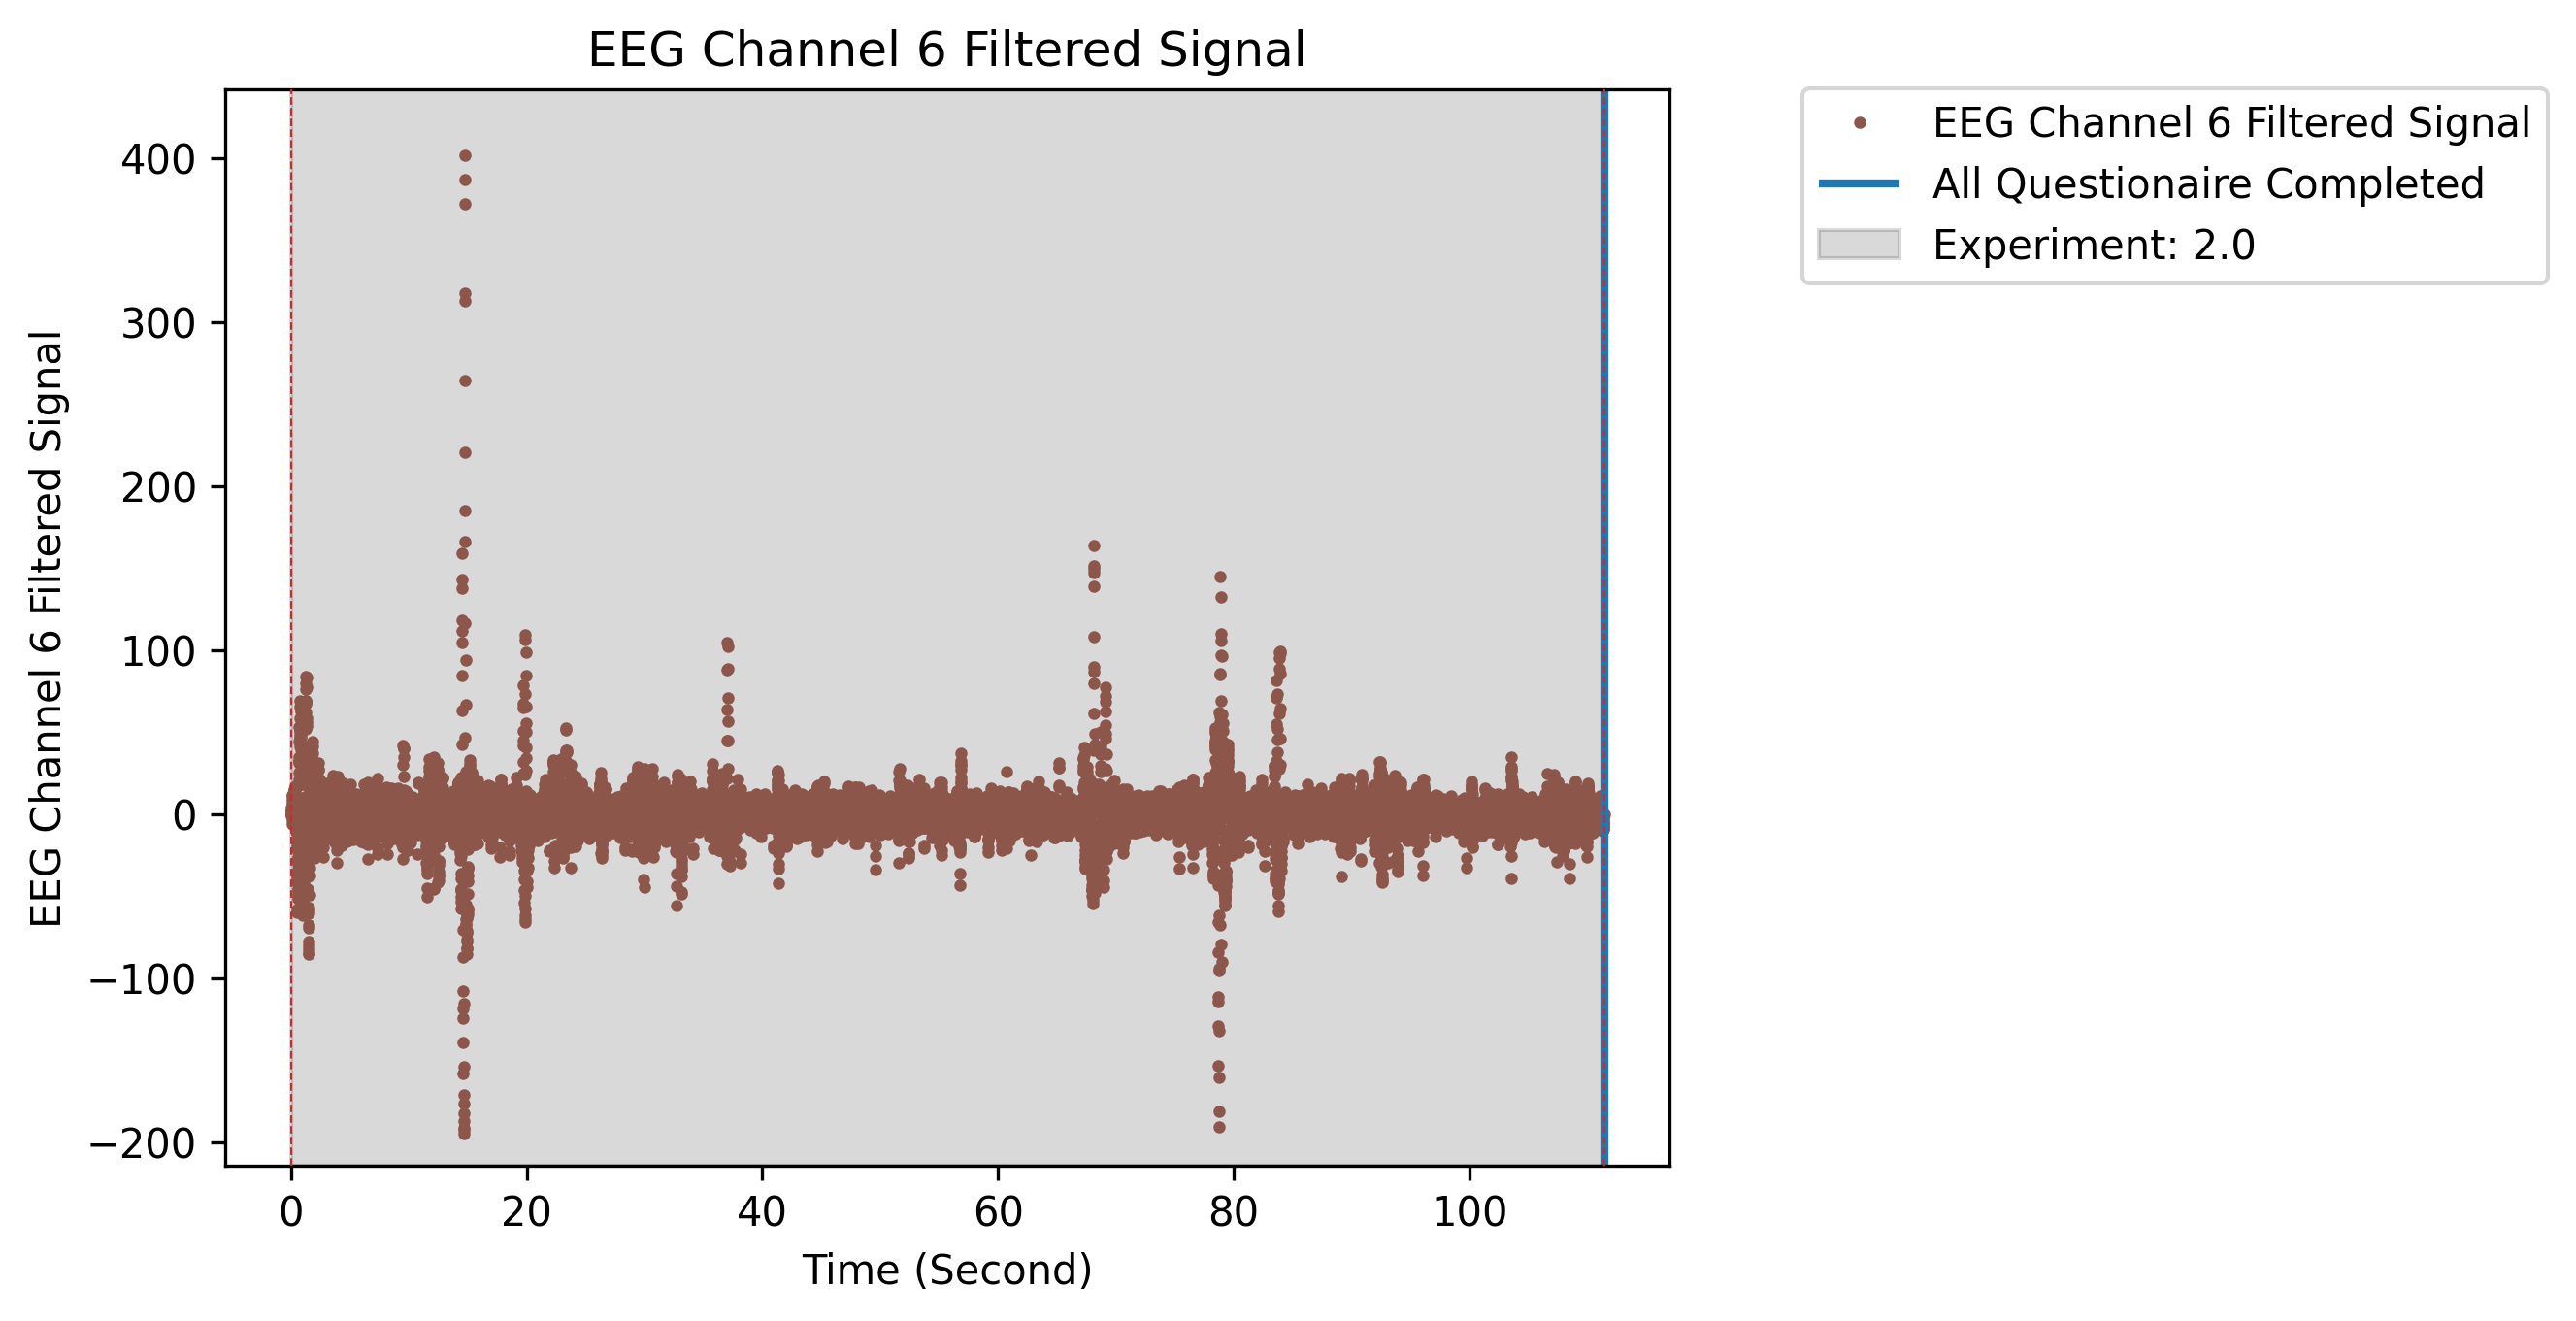 EEG Channel 6 Filtered Signal
EEG Channel 6 Filtered Signal
400
300
200
100
0
−100
−200
0 20 40 60 80 100
Time (Second)
EEG Channel 6 Filtered Signal
All Questionaire Completed
Experiment: 2.0